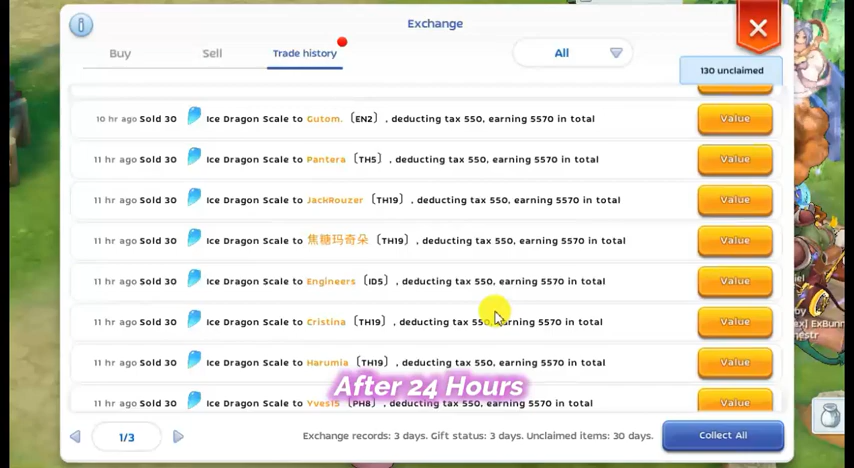 Exchange
Buy
Sell
Trade history
All
130 unclaimed
10 hr ago Sold 30 Ice Dragon Scale to Gutom. (EN2) , deducting tax 550, earning 5570 in total
Value
11 hr ago Sold 30 Ice Dragon Scale to Pantera (TH5) , deducting tax 550, earning 5570 in total
Value
11 hr ago Sold 30 Ice Dragon Scale to JackRouzer (TH19) , deducting tax 550, earning 5570 in total
Value
11 hr ago Sold 30 Ice Dragon Scale to 焦糖玛奇朵 (TH19) , deducting tax 550, earning 5570 in total
Value
11 hr ago Sold 30 Ice Dragon Scale to Engineers (ID5) , deducting tax 550, earning 5570 in total
Value
11 hr ago Sold 30 Ice Dragon Scale to Cristina (TH19) , deducting tax 550, earning 5570 in total
Value
11 hr ago Sold 30 Ice Dragon Scale to Harumia (TH19) , deducting tax 550, earning 5570 in total
Value
After 24 Hours
11 hr ago Sold 30 Ice Dragon Scale to Yves15 (PH8) , deducting tax 550, earning 5570 in total
Value
1/3
Exchange records: 3 days. Gift status: 3 days. Unclaimed items: 30 days.
Collect All